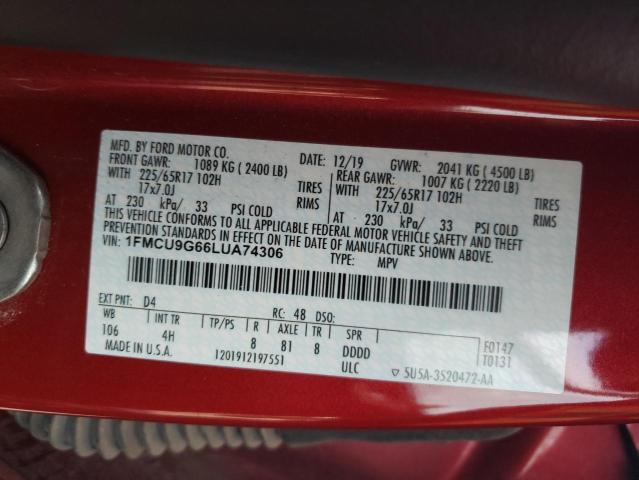 MFD. BY FORD MOTOR CO. DATE: 12/19 GVWR: 2041 KG ( 4500 LB)
FRONT GAWR: 1089 KG ( 2400 LB) REAR GAWR: 1007 KG ( 2220 LB)
WITH 225/65R17 102H TIRES WITH 225/65R17 102H TIRES
17x7.0J RIMS 17x7.0J RIMS
AT 230 kPa/ 33 PSI COLD AT 230 kPa/ 33 PSI COLD
THIS VEHICLE CONFORMS TO ALL APPLICABLE FEDERAL MOTOR VEHICLE SAFETY AND THEFT
PREVENTION STANDARDS IN EFFECT ON THE DATE OF MANUFACTURE SHOWN ABOVE.
VIN: 1FMCU9G66LUA74306 TYPE: MPV
EXT PNT: D4 RC: 48 DSO:
WB INT TR TP/PS R AXLE TR SPR
106 4H 8 81 8 DDDD F0147
MADE IN U.S.A. 1201912197551 ULC T0131
▽ 5U5A-3520472-AA